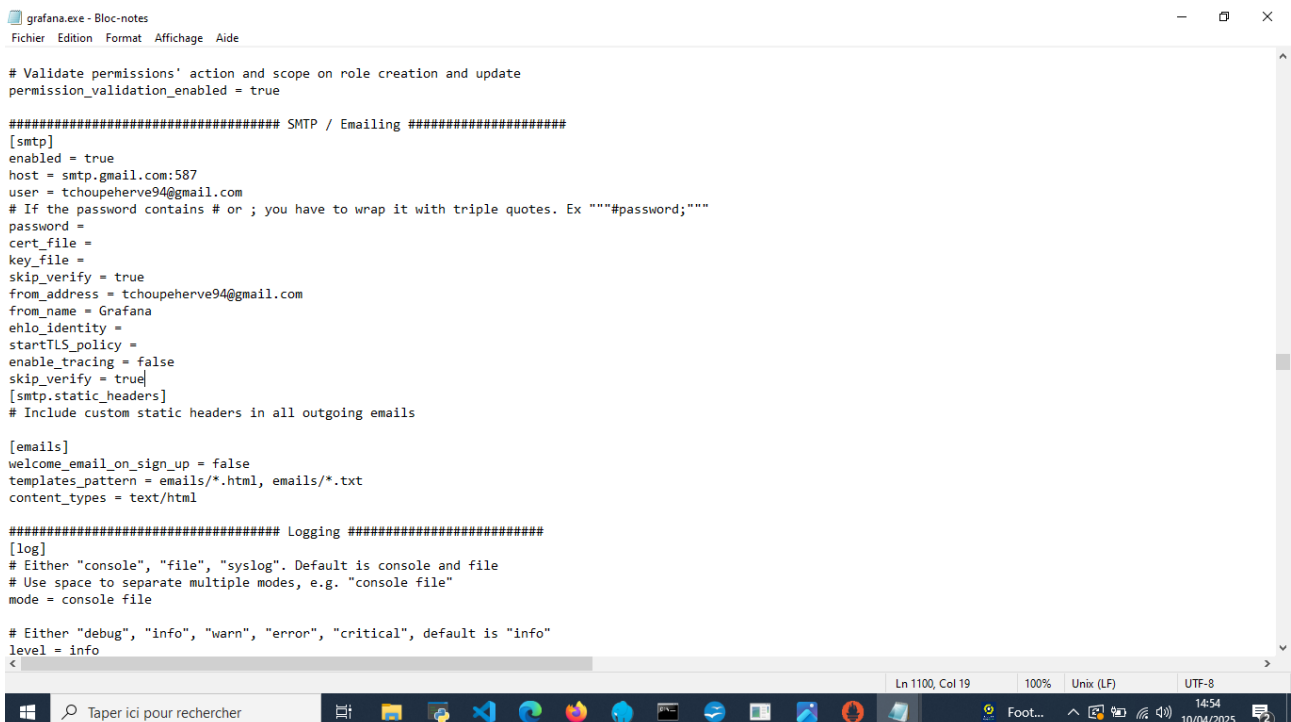 grafana.exe - Bloc-notes
Fichier Edition Format Affichage Aide
# Validate permissions' action and scope on role creation and update
permission_validation_enabled = true
#################################### SMTP / Emailing #####################
[smtp]
enabled = true
host = smtp.gmail.com:587
user = tchoupeherve94@gmail.com
# If the password contains # or ; you have to wrap it with triple quotes. Ex """#password;"""
password =
cert_file =
key_file =
skip_verify = true
from_address = tchoupeherve94@gmail.com
from_name = Grafana
ehlo_identity =
startTLS_policy =
enable_tracing = false
skip_verify = true
[smtp.static_headers]
# Include custom static headers in all outgoing emails
[emails]
welcome_email_on_sign_up = false
templates_pattern = emails/*.html, emails/*.txt
content_types = text/html
#################################### Logging ##########################
[log]
# Either "console", "file", "syslog". Default is console and file
# Use space to separate multiple modes, e.g. "console file"
mode = console file
# Either "debug", "info", "warn", "error", "critical", default is "info"
level = info
Ln 1100, Col 19 100% Unix (LF) UTF-8
Taper ici pour rechercher
Foot...
14:54
10/04/2025
2